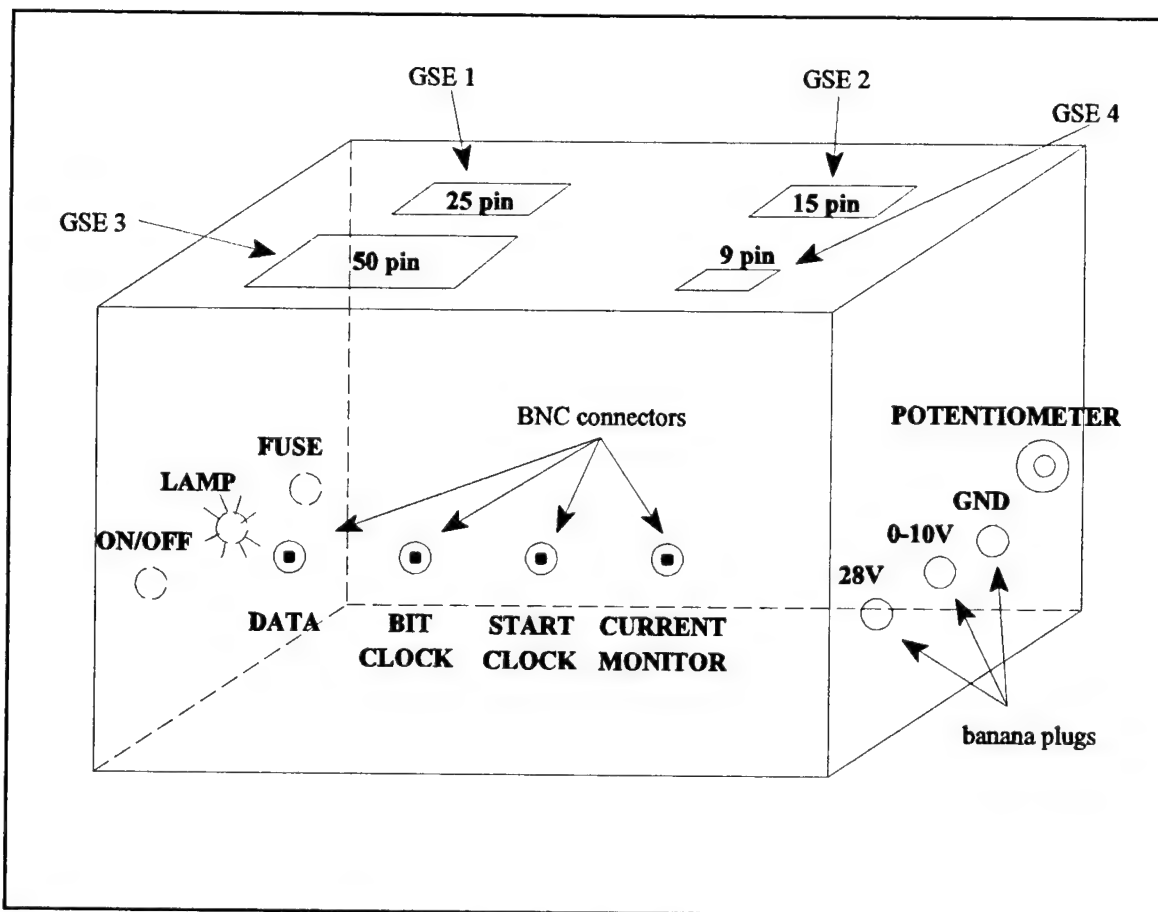 GSE 1
GSE 2
GSE 4
25 pin
15 pin
GSE 3
50 pin
9 pin
BNC connectors
POTENTIOMETER
FUSE
LAMP
GND
ON/OFF
0-10V
28V
DATA
BIT
CLOCK
START
CLOCK
CURRENT
MONITOR
banana plugs